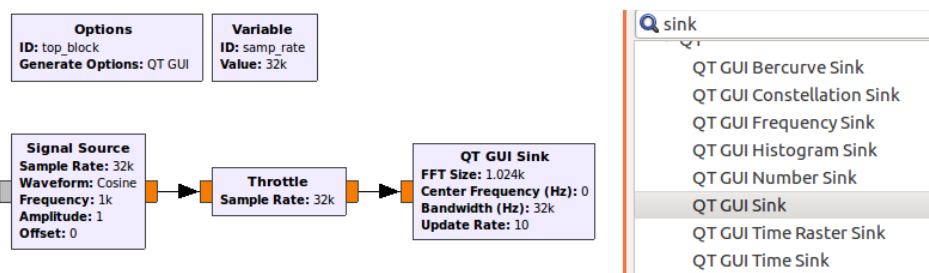 Options
ID: top_block
Generate Options: QT GUI
Variable
ID: samp_rate
Value: 32k
Signal Source
Sample Rate: 32k
Waveform: Cosine
Frequency: 1k
Amplitude: 1
Offset: 0
Throttle
Sample Rate: 32k
QT GUI Sink
FFT Size: 1.024k
Center Frequency (Hz): 0
Bandwidth (Hz): 32k
Update Rate: 10
sink
QT GUI Bercurve Sink
QT GUI Constellation Sink
QT GUI Frequency Sink
QT GUI Histogram Sink
QT GUI Number Sink
QT GUI Sink
QT GUI Time Raster Sink
QT GUI Time Sink